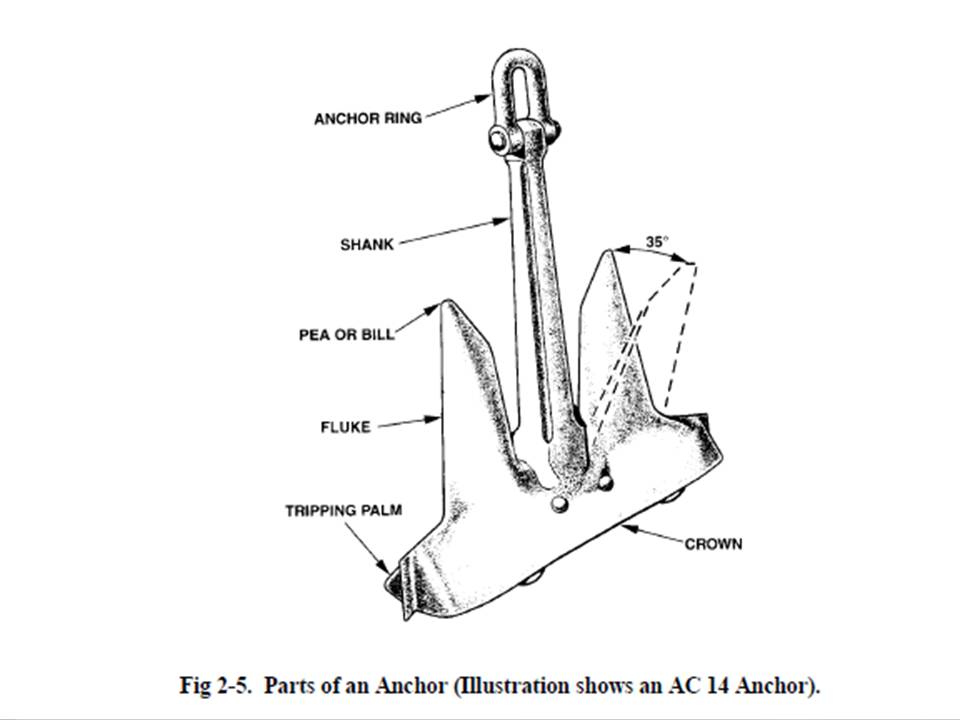 ANCHOR RING
SHANK
35°
PEA OR BILL
FLUKE
TRIPPING PALM
CROWN
Fig 2-5. Parts of an Anchor (Illustration shows an AC 14 Anchor).